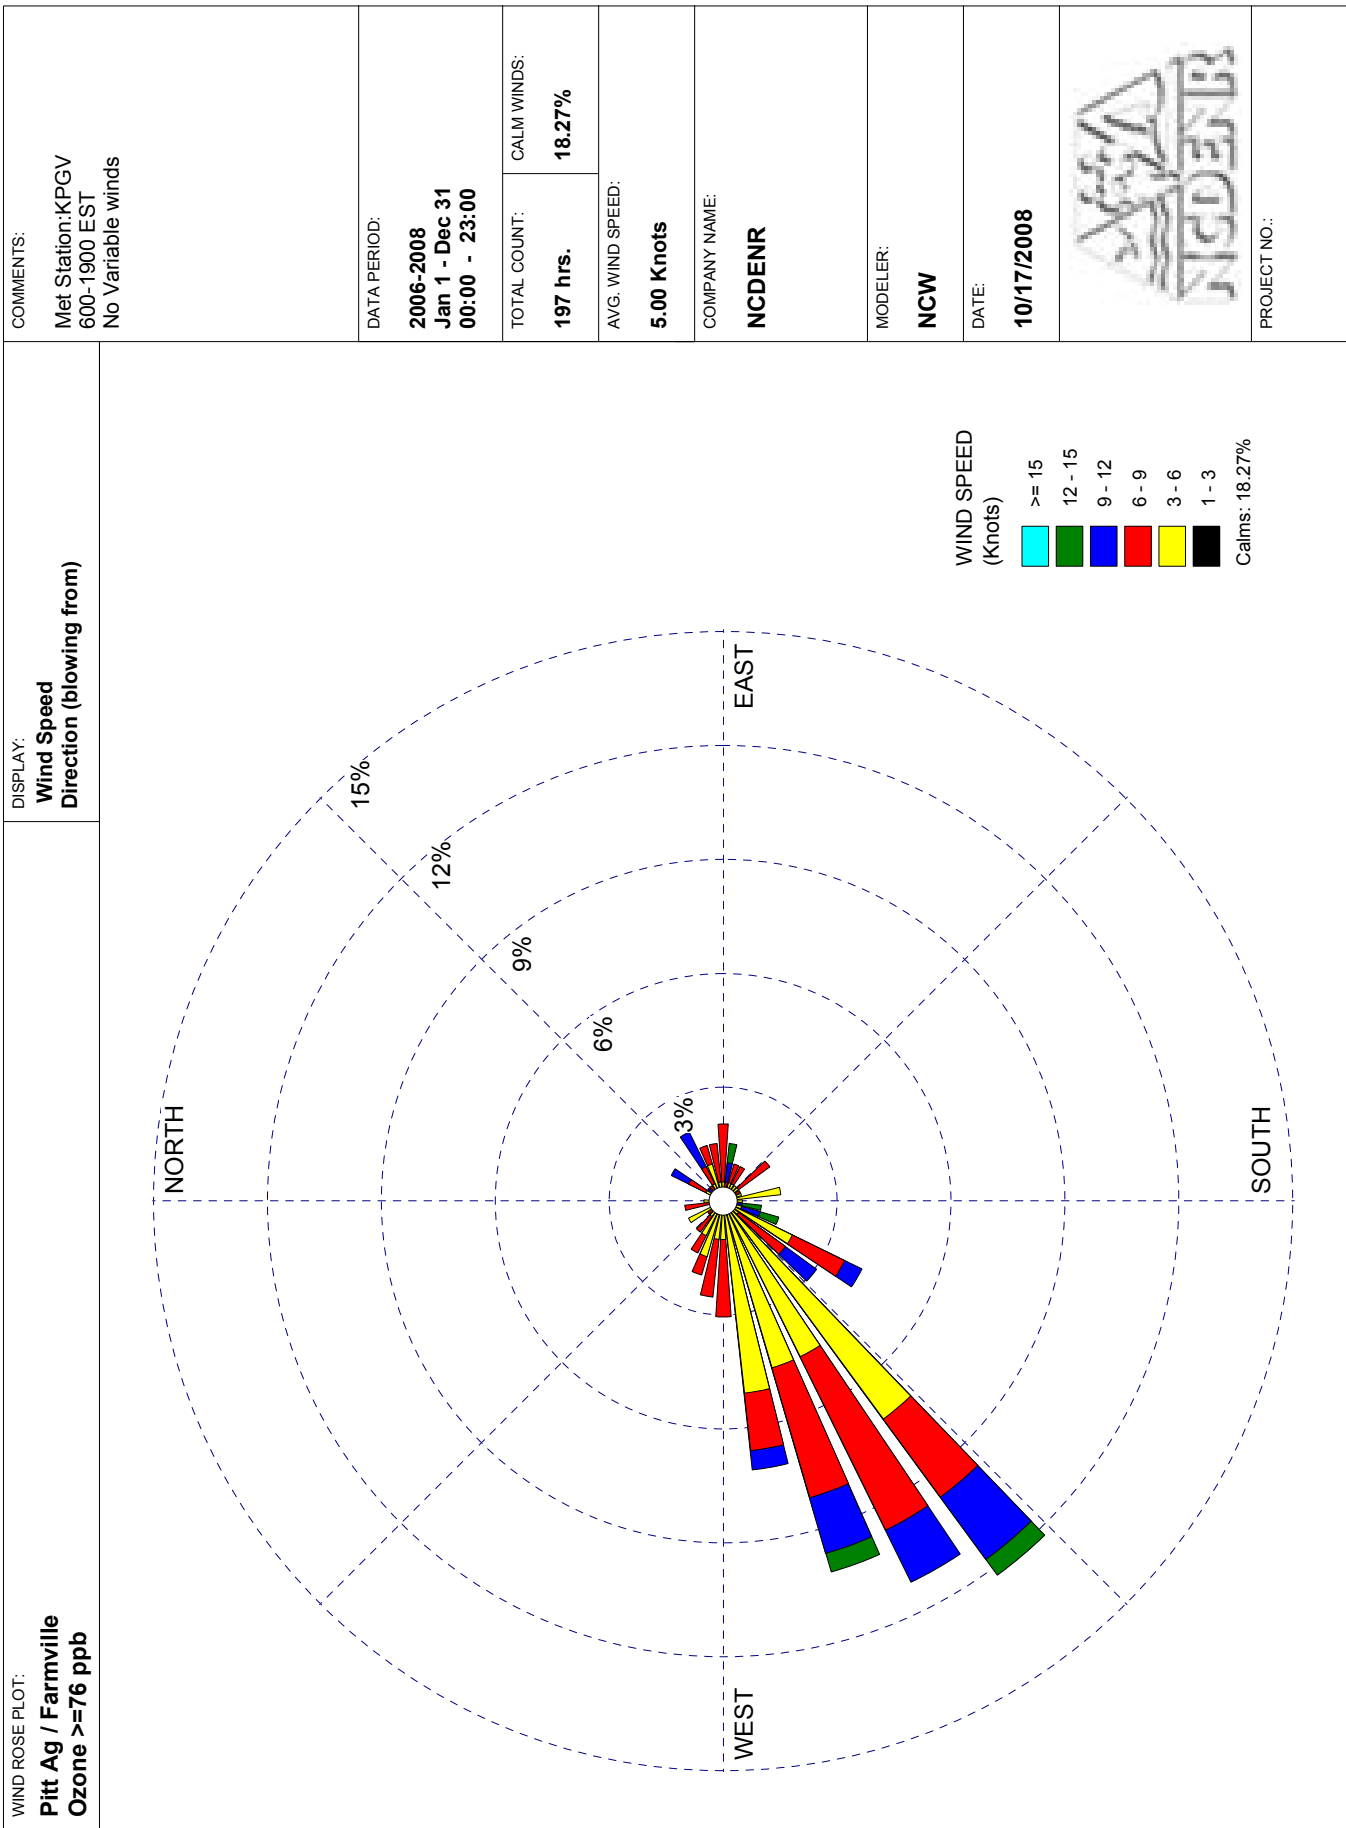 WIND ROSE PLOT:
Pitt Ag / Farmville
Ozone >=76 ppb
DISPLAY:
Wind Speed
Direction (blowing from)
COMMENTS:
Met Station:KPGV
600-1900 EST
No Variable winds
NORTH
15%
12%
9%
6%
3%
WEST
EAST
SOUTH
WIND SPEED
(Knots)
>= 15
12 - 15
9 - 12
6 - 9
3 - 6
1 - 3
Calms: 18.27%
DATA PERIOD:
2006-2008
Jan 1 - Dec 31
00:00 - 23:00
TOTAL COUNT:
197 hrs.
CALM WINDS:
18.27%
AVG. WIND SPEED:
5.00 Knots
COMPANY NAME:
NCDENR
MODELER:
NCW
DATE:
10/17/2008
NCDENR
PROJECT NO.: